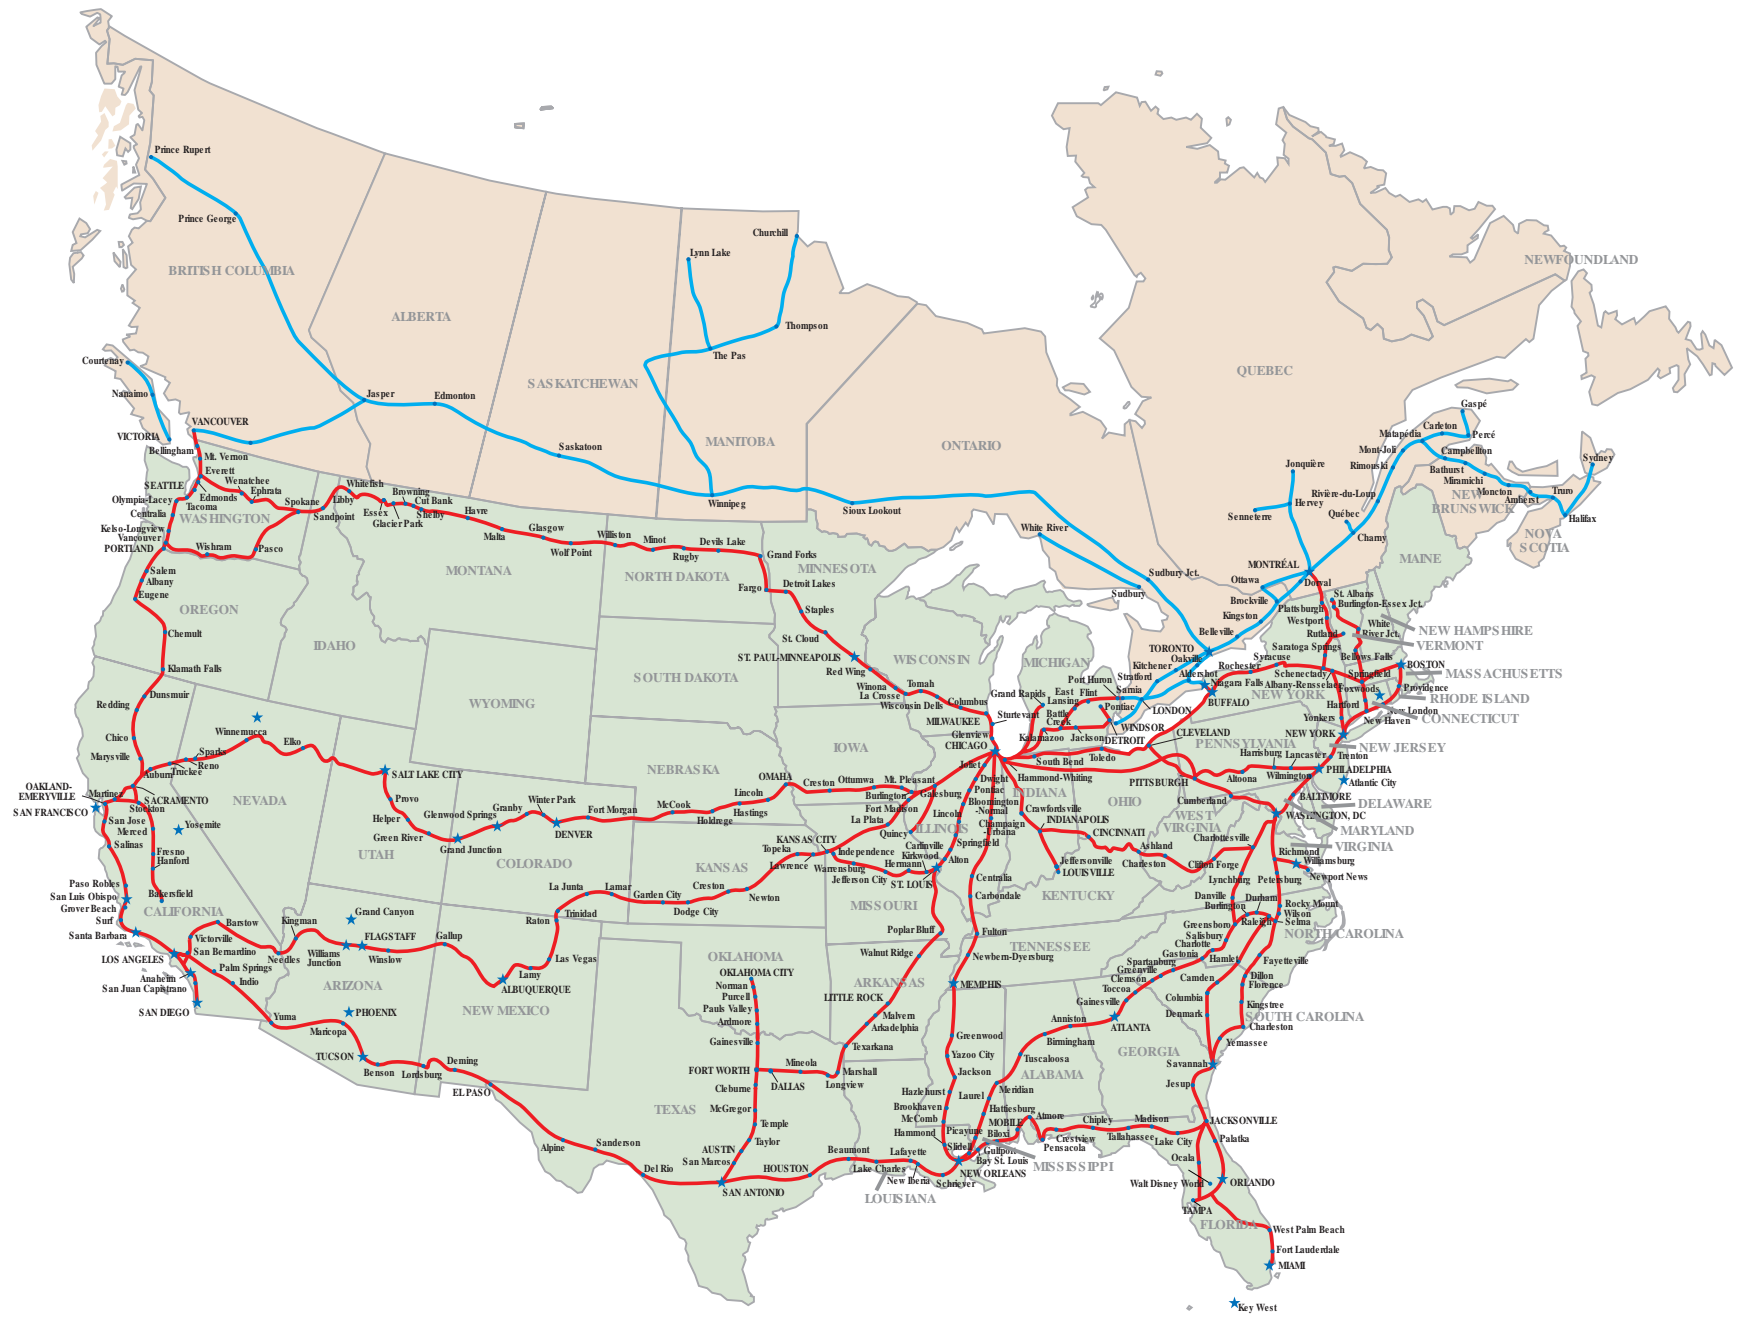 Prince Rupert
Prince George
BRITISH COLUMBIA
ALBERTA
SASKATCHEWAN
MANITOBA
ONTARIO
QUEBEC
NEWFOUNDLAND
NEW
BRUNSWICK
NOVA
SCOTIA
Churchill
Lynn Lake
Thompson
The Pas
Courtenay
Nanaimo
VICTORIA
VANCOUVER
Jasper
Edmonton
Saskatoon
Winnipeg
Sioux Lookout
White River
Sudbury Jct.
Sudbury
Jonquière
Hervey
Senneterre
Gaspé
Carleton
Percé
Matapédia
Mont-Joli
Rimouski
Rivière-du-Loup
Québec
Charny
Campbellton
Bathurst
Miramichi
Moncton
Amherst
Truro
Sydney
Halifax
MONTRÉAL
Ottawa
Dorval
Brockville
Kingston
Belleville
TORONTO
Oakville
Kitchener
Aldershot
Stratford
Sarnia
LONDON
WINDSOR
Niagara Falls
Bellingham
Mt. Vernon
Everett
SEATTLE
Edmonds
Tacoma
Wenatchee
Ephrata
Spokane
Olympia-Lacey
Centralia
WASHINGTON
Kelso-Longview
Vancouver
PORTLAND
Wishram
Pasco
Sandpoint
Libby
Whitefish
Essex
Glacier Park
Browning
Cut Bank
Shelby
Havre
Malta
Glasgow
Wolf Point
Williston
Minot
Rugby
Devils Lake
Grand Forks
Fargo
Detroit Lakes
Staples
St. Cloud
ST. PAUL-MINNEAPOLIS
Red Wing
Winona
La Crosse
Tomah
Wisconsin Dells
Columbus
MILWAUKEE
Sturtevant
Glenview
CHICAGO
MONTANA
NORTH DAKOTA
MINNESOTA
OREGON
IDAHO
WYOMING
SOUTH DAKOTA
WISCONSIN
MICHIGAN
Salem
Albany
Eugene
Chemult
Klamath Falls
Dunsmuir
Redding
Chico
Marysville
Winnemucca
Elko
Sparks
Reno
Truckee
Auburn
SALT LAKE CITY
Provo
Helper
Green River
Grand Junction
Glenwood Springs
Granby
Winter Park
DENVER
Fort Morgan
McCook
Holdrege
Hastings
Lincoln
OMAHA
Creston
Ottumwa
Mt. Pleasant
Burlington
Galesburg
Fort Madison
La Plata
Quincy
OAKLAND-
EMERYVILLE
SAN FRANCISCO
Martinez
SACRAMENTO
Stockton
San Jose
Merced
Salinas
Fresno
Hanford
Yosemite
Bakersfield
Paso Robles
San Luis Obispo
Grover Beach
Surf
Santa Barbara
LOS ANGELES
CALIFORNIA
NEVADA
UTAH
COLORADO
NEBRASKA
IOWA
KANSAS
MISSOURI
ILLINOIS
INDIANA
OHIO
Barstow
Victorville
San Bernardino
Palm Springs
Indio
Anaheim
San Juan Capistrano
SAN DIEGO
Needles
Kingman
Williams
Junction
Grand Canyon
FLAGSTAFF
Winslow
Gallup
ALBUQUERQUE
Lamy
Las Vegas
Raton
Trinidad
La Junta
Lamar
Garden City
Dodge City
Creston
Newton
Topeka
Lawrence
KANSAS CITY
Independence
Warrensburg
Jefferson City
Hermann
Kirkwood
ST. LOUIS
Carlinville
Alton
Springfield
Lincoln
Joliet
Dwight
Pontiac
Bloomington
-Normal
Champaign
-Urbana
Centralia
Carbondale
Fulton
Newbern-Dyersburg
MEMPHIS
Poplar Bluff
Walnut Ridge
LITTLE ROCK
Malvern
Arkadelphia
Texarkana
Marshall
Longview
Mineola
DALLAS
FORT WORTH
ARIZONA
NEW MEXICO
OKLAHOMA
ARKANSAS
TENNESSEE
KENTUCKY
TEXAS
Yuma
Maricopa
PHOENIX
TUCSON
Benson
Lordsburg
Deming
EL PASO
Alpine
Sanderson
Del Rio
SAN ANTONIO
San Marcos
AUSTIN
Taylor
Temple
McGregor
Cleburne
Gainesville
Ardmore
Pauls Valley
Purcell
Norman
OKLAHOMA CITY
HOUSTON
Beaumont
Lake Charles
Lafayette
New Iberia
Schriever
NEW ORLEANS
LOUISIANA
MISSISSIPPI
ALABAMA
GEORGIA
FLORIDA
Greenwood
Yazoo City
Jackson
Hazlehurst
Brookhaven
McComb
Hammond
Slidell
Picayune
Hattiesburg
Laurel
Meridian
Tuscaloosa
Birmingham
Anniston
ATLANTA
Gainesville
Toccoa
Clemson
Greenville
Spartanburg
Gastonia
Charlotte
Salisbury
Greensboro
Burlington
Durham
Raleigh
Danville
Lynchburg
MOBILE
Biloxi
Gulfport
Bay St. Louis
Atmore
Pensacola
Crestview
Chipley
Tallahassee
Madison
Lake City
JACKSONVILLE
Palatka
Ocala
Walt Disney World
ORLANDO
TAMPA
West Palm Beach
Fort Lauderdale
MIAMI
Key West
Jesup
Savannah
Yemassee
Charleston
Kingstree
Florence
Dillon
Fayetteville
Hamlet
Camden
Columbia
Denmark
SOUTH CAROLINA
NORTH CAROLINA
Selma
Wilson
Rocky Mount
Petersburg
Richmond
Williamsburg
Newport News
Charlottesville
Clifton Forge
WEST
VIRGINIA
Ashland
Charleston
CINCINNATI
INDIANAPOLIS
Crawfordsville
Jeffersonville
LOUISVILLE
Hammond-Whiting
South Bend
Toledo
Grand Rapids
Kalamazoo
Battle
Creek
Jackson
East
Lansing
Flint
Port Huron
Pontiac
DETROIT
CLEVELAND
BUFFALO
Rochester
Syracuse
NEW YORK
Schenectady
Albany-Rensselaer
Saratoga Springs
Rutland
Westport
Plattsburgh
St. Albans
Burlington-Essex Jct.
White
River Jct.
Bellows Falls
Springfield
Foxwoods
Hartford
New Haven
New London
Providence
BOSTON
Yonkers
NEW YORK
Trenton
PHILADELPHIA
Atlantic City
Wilmington
Lancaster
Harrisburg
Altoona
PITTSBURGH
Cumberland
BALTIMORE
WASHINGTON, DC
PENNSYLVANIA
MAINE
NEW HAMPSHIRE
VERMONT
MASSACHUSETTS
RHODE ISLAND
CONNECTICUT
NEW JERSEY
DELAWARE
MARYLAND
VIRGINIA